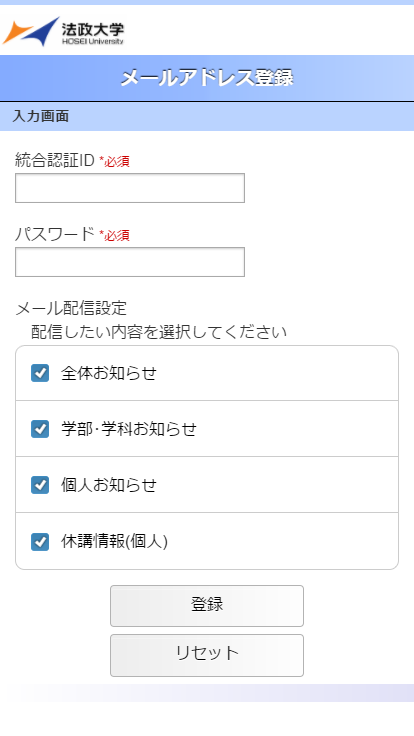 法政大学
HOSEI University
メールアドレス登録
入力画面
統合認証ID *必須
パスワード *必須
メール配信設定
配信したい内容を選択してください
全体お知らせ
学部･学科お知らせ
個人お知らせ
休講情報(個人)
登録
リセット